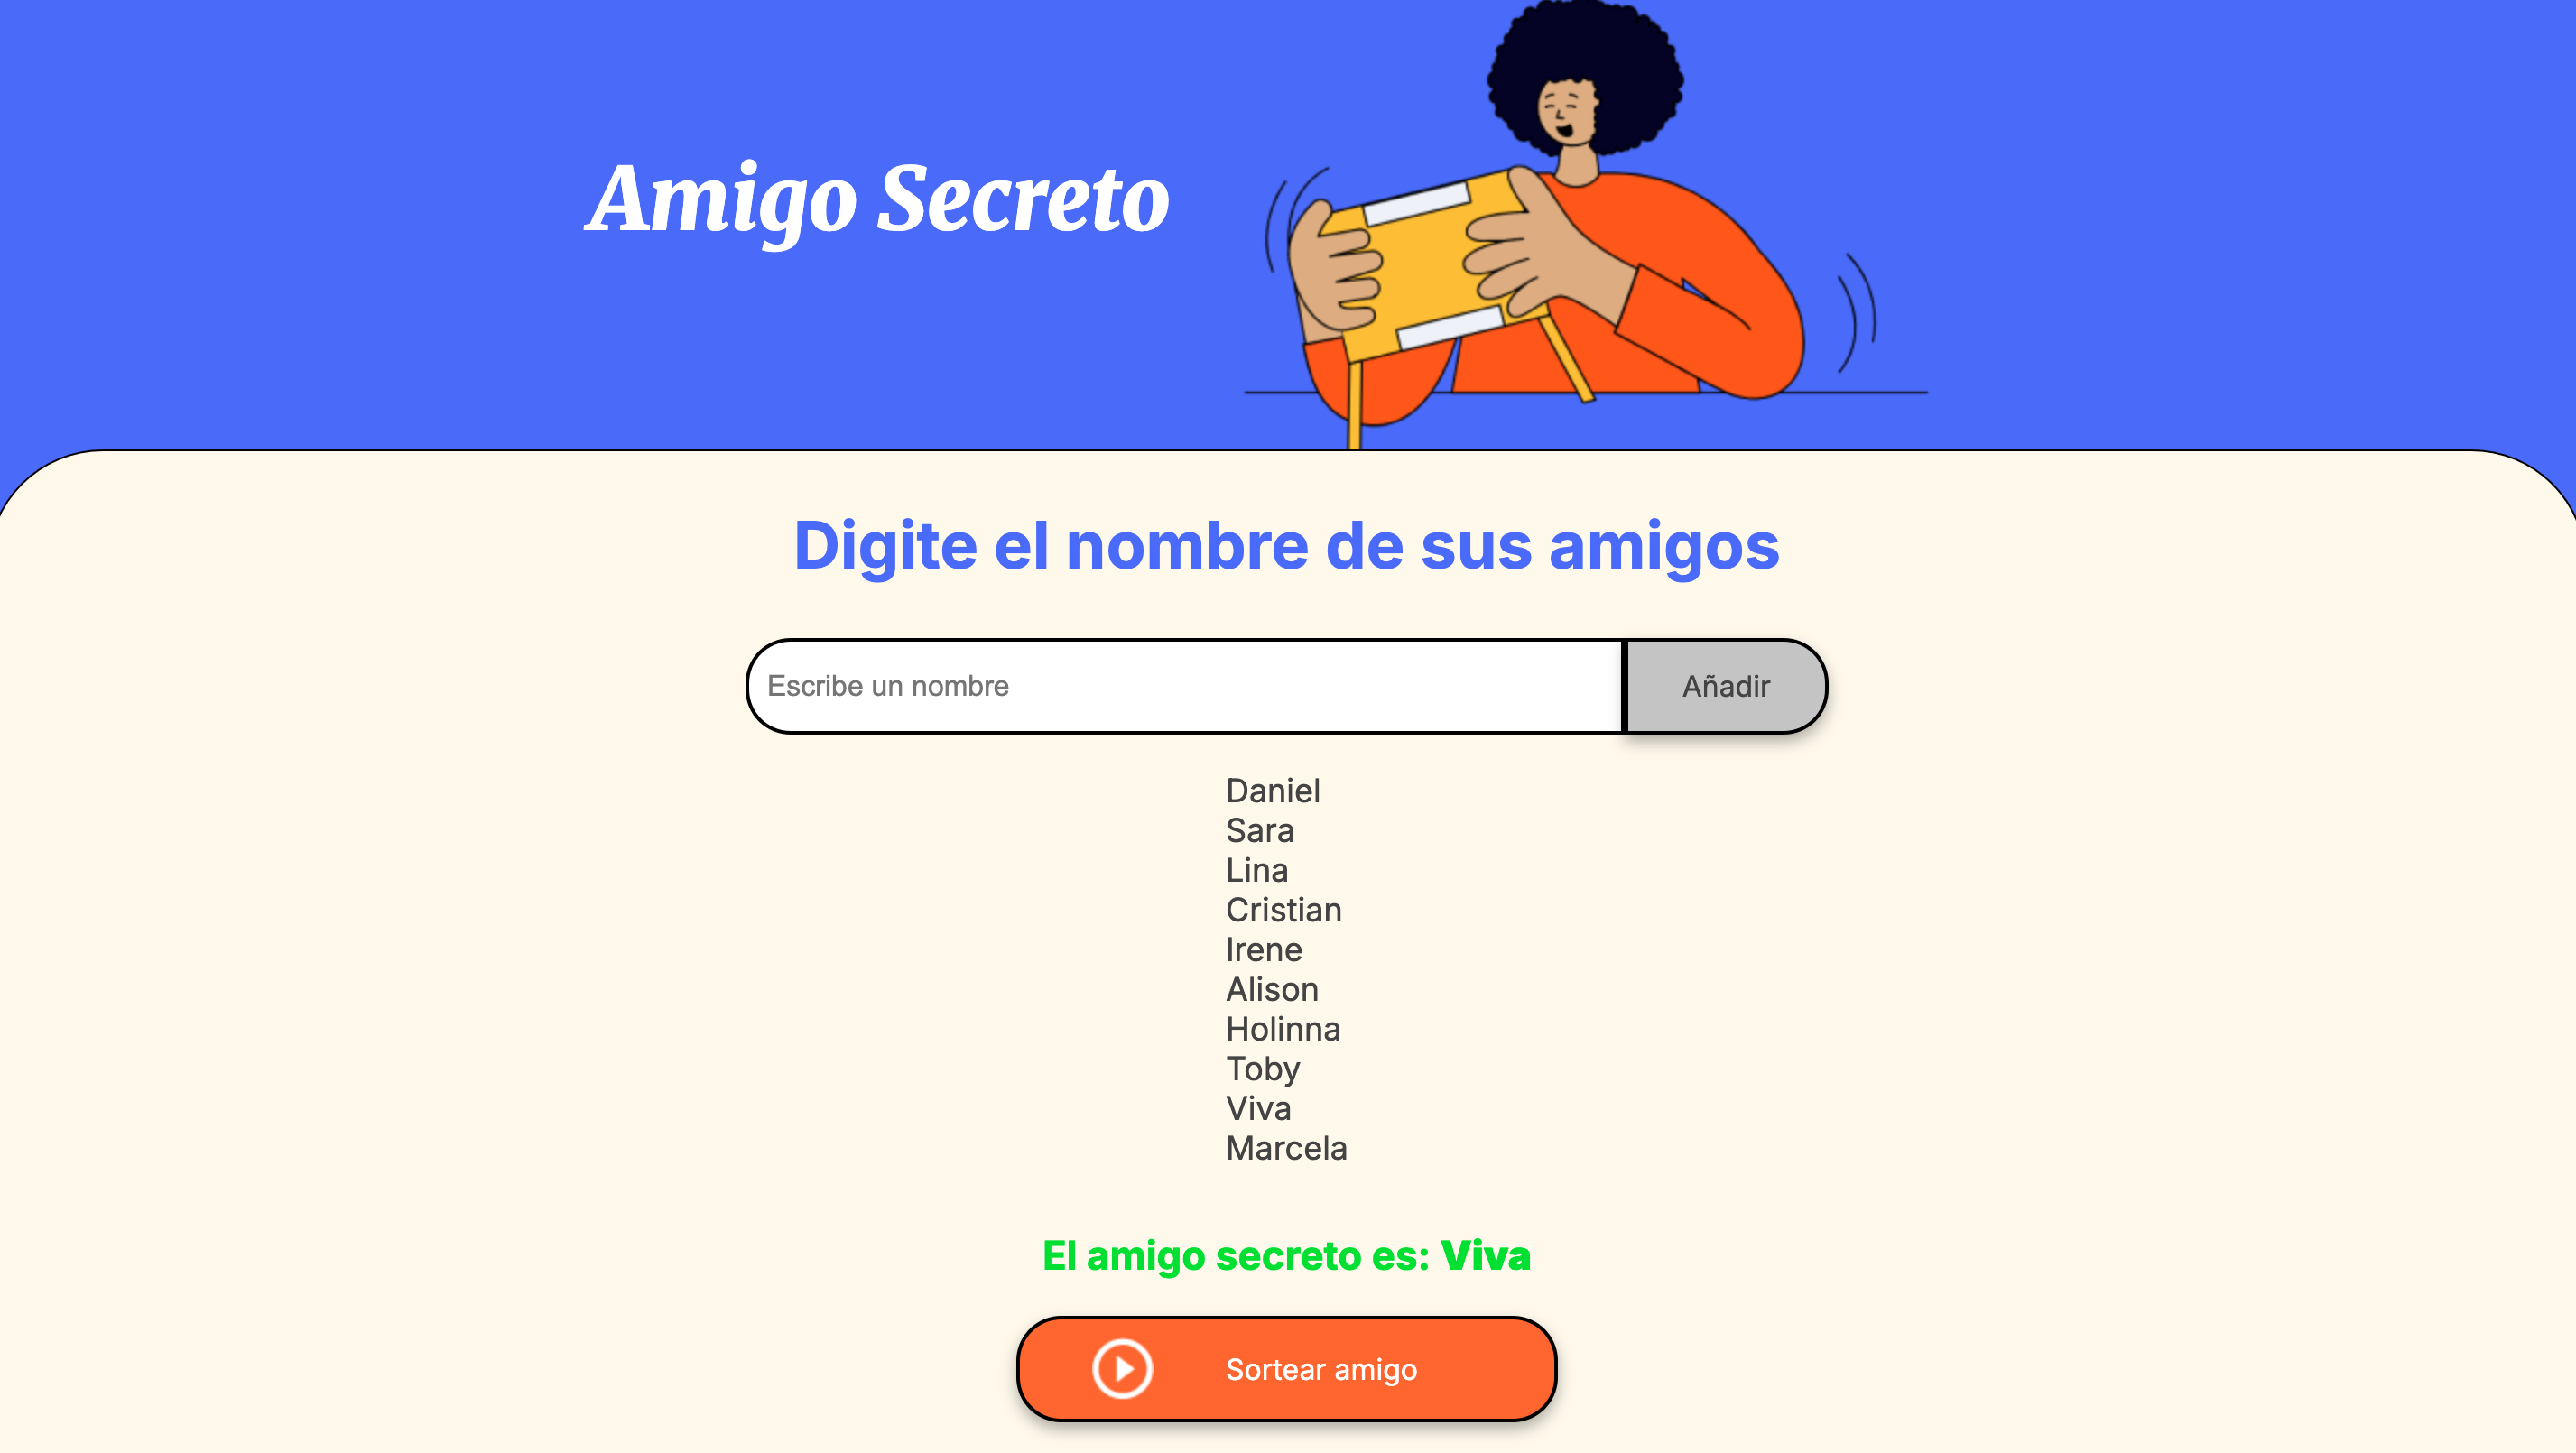 Amigo Secreto
Digite el nombre de sus amigos
Escribe un nombre
Añadir
Daniel
Sara
Lina
Cristian
Irene
Alison
Holinna
Toby
Viva
Marcela
El amigo secreto es: Viva
Sortear amigo